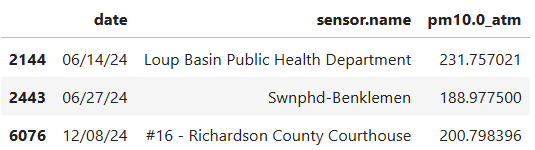 date sensor.name pm10.0_atm
2144 06/14/24 Loup Basin Public Health Department 231.757021
2443 06/27/24 Swnphd-Benklemen 188.977500
6076 12/08/24 #16 - Richardson County Courthouse 200.798396